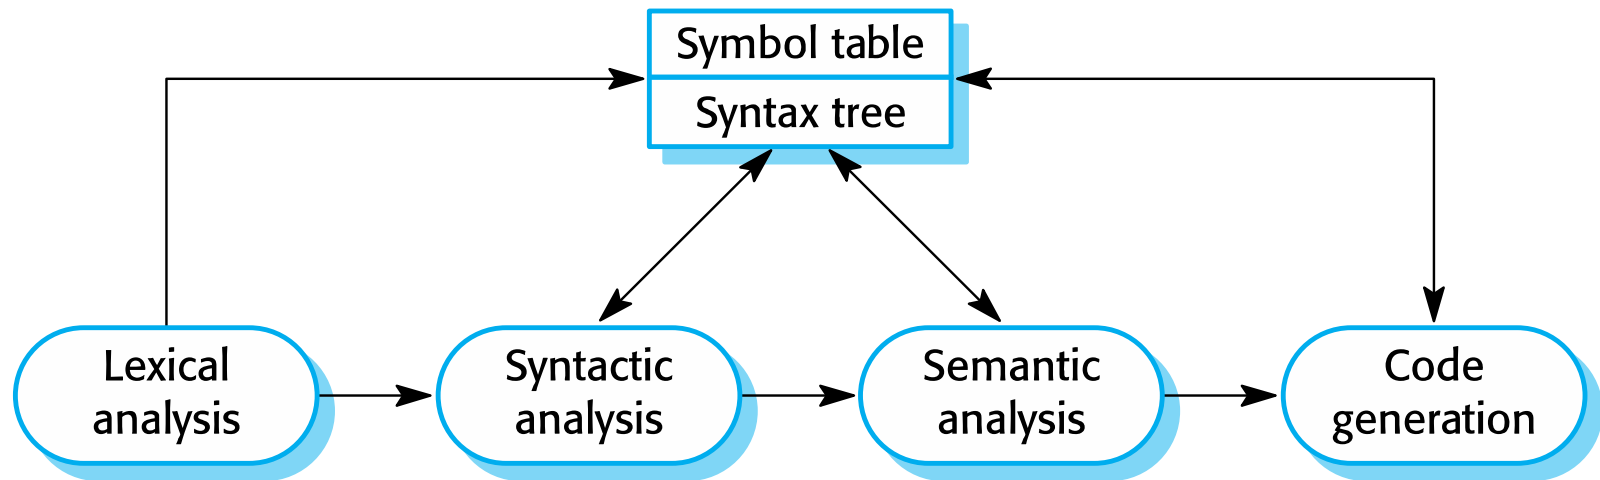 Symbol table
Syntax tree
Lexical
analysis
Syntactic
analysis
Semantic
analysis
Code
generation